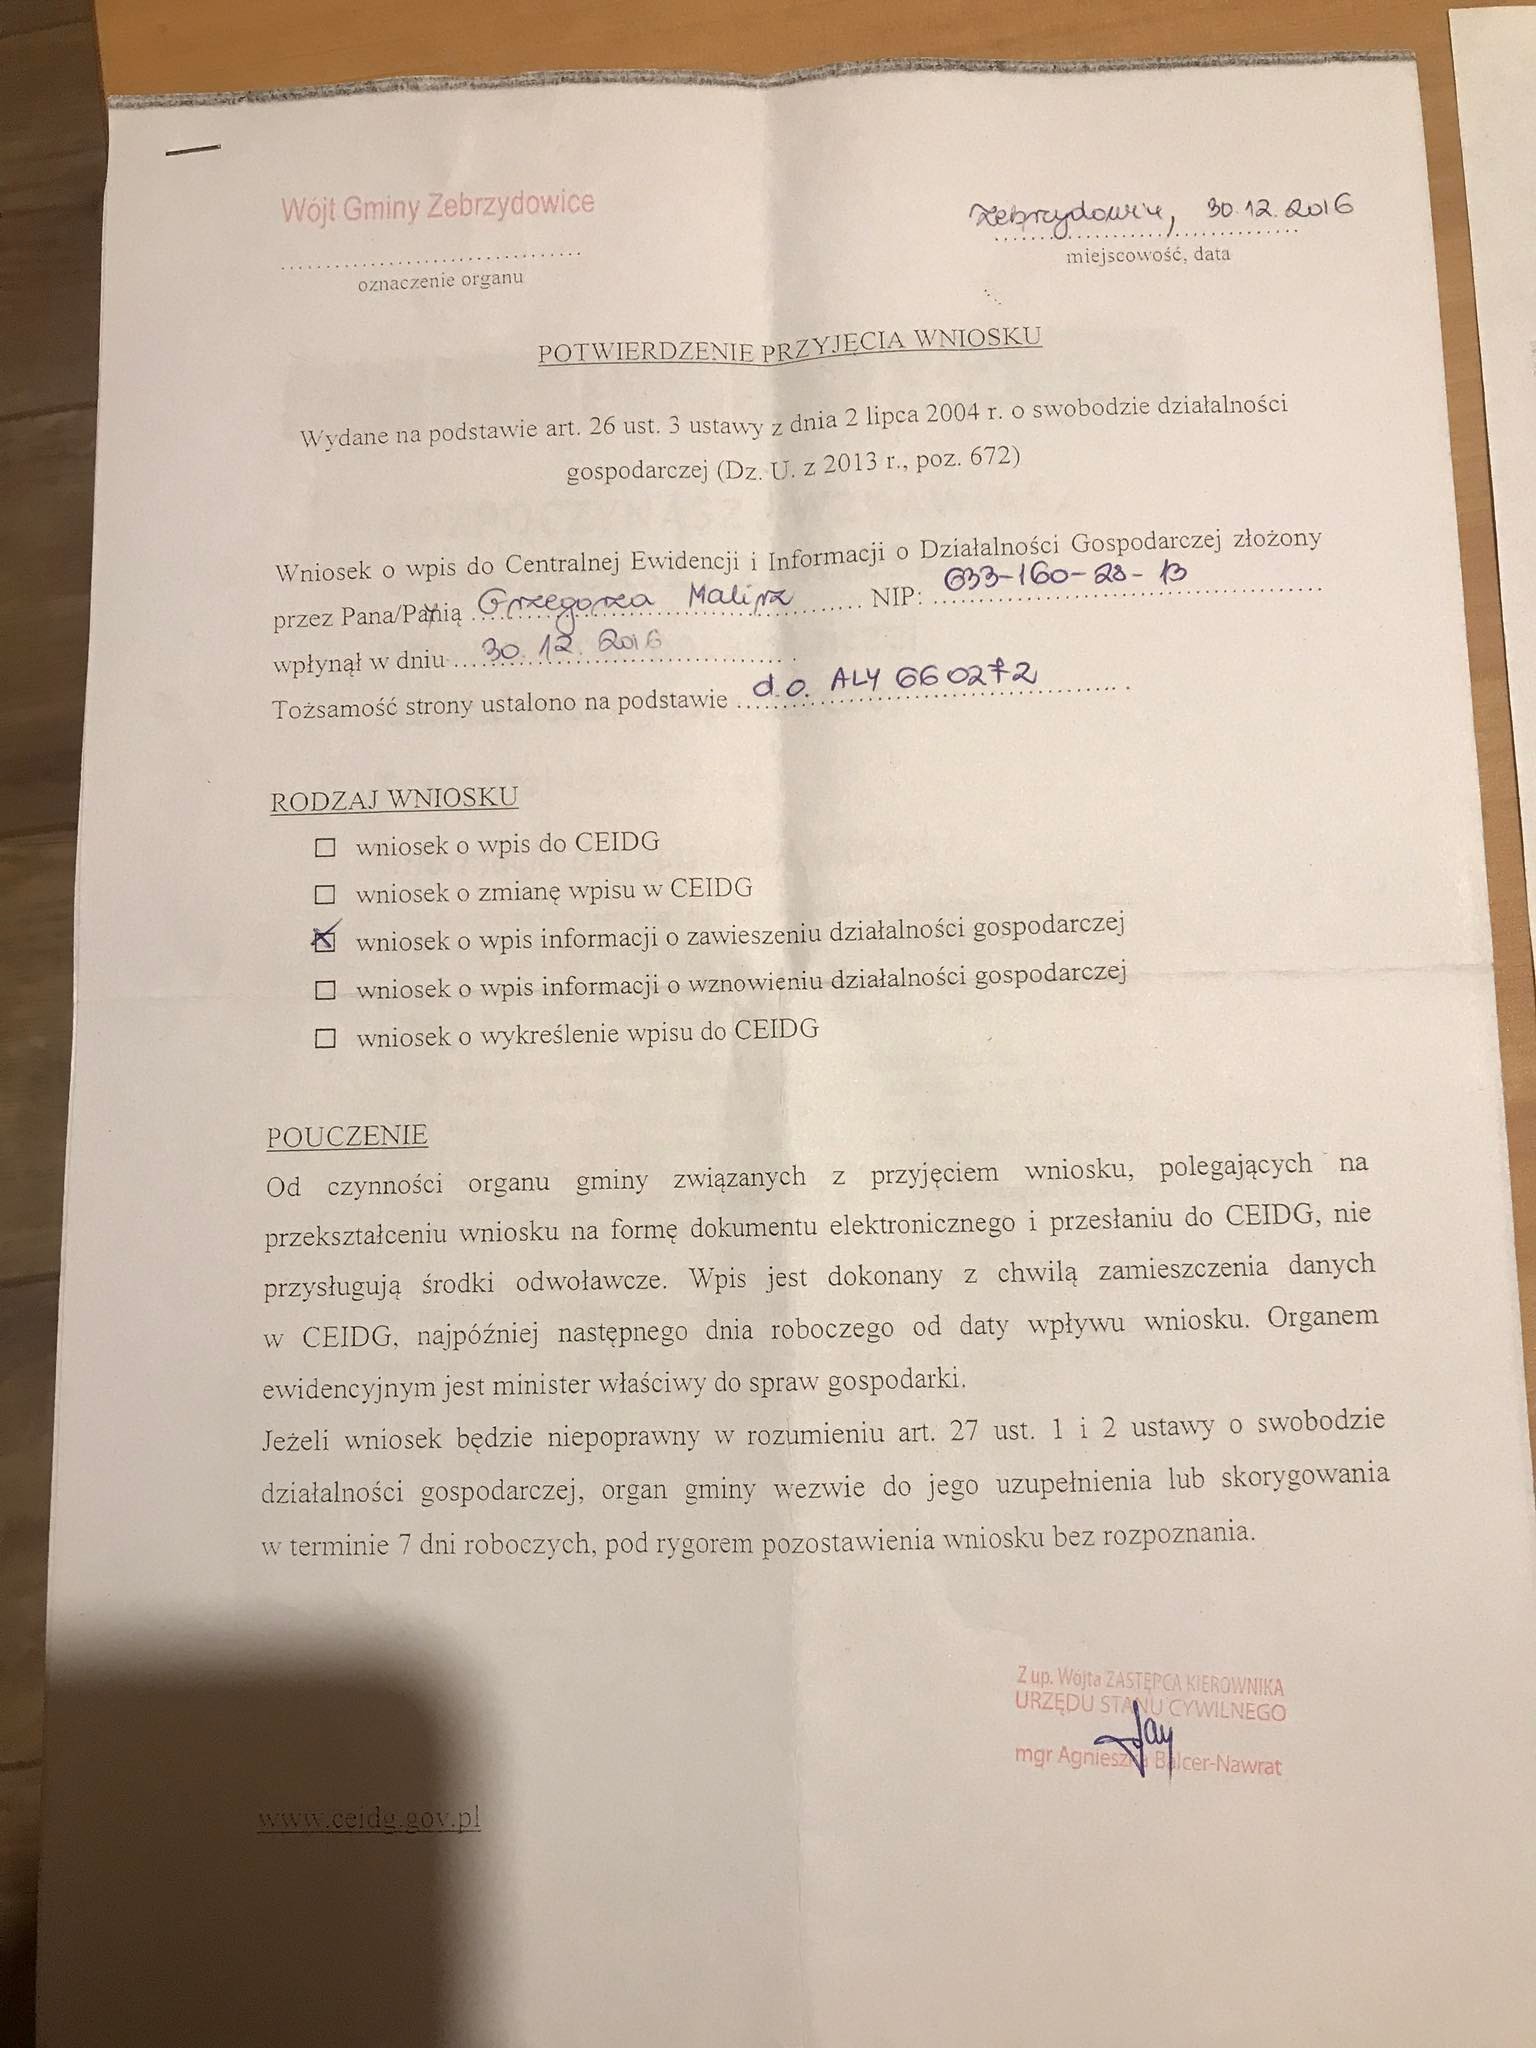 Wójt Gminy Zebrzydowice
Zebrzydowice, 30.12.2016
oznaczenie organu
miejscowość, data
POTWIERDZENIE PRZYJĘCIA WNIOSKU
Wydane na podstawie art. 26 ust. 3 ustawy z dnia 2 lipca 2004 r. o swobodzie działalności
gospodarczej (Dz. U. z 2013 r., poz. 672)
Wniosek o wpis do Centralnej Ewidencji i Informacji o Działalności Gospodarczej złożony
przez Pana/Panią Grzegorza NIP: 633-160-28-13
wpłynął w dniu 30.12.2016
Tożsamość strony ustalono na podstawie d.o. ALY 660272
RODZAJ WNIOSKU
wniosek o wpis do CEIDG
wniosek o zmianę wpisu w CEIDG
wniosek o wpis informacji o zawieszeniu działalności gospodarczej
wniosek o wpis informacji o wznowieniu działalności gospodarczej
wniosek o wykreślenie wpisu do CEIDG
POUCZENIE
Od czynności organu gminy związanych z przyjęciem wniosku, polegających na
przekształceniu wniosku na formę dokumentu elektronicznego i przesłaniu do CEIDG, nie
przysługują środki odwoławcze. Wpis jest dokonany z chwilą zamieszczenia danych
w CEIDG, najpóźniej następnego dnia roboczego od daty wpływu wniosku. Organem
ewidencyjnym jest minister właściwy do spraw gospodarki.
Jeżeli wniosek będzie niepoprawny w rozumieniu art. 27 ust. 1 i 2 ustawy o swobodzie
działalności gospodarczej, organ gminy wezwie do jego uzupełnienia lub skorygowania
w terminie 7 dni roboczych, pod rygorem pozostawienia wniosku bez rozpoznania.
Z up. Wójta ZASTĘPCA KIEROWNIKA
URZĘDU STANU CYWILNEGO
mgr Agnieszka Balcer-Nawrat
www.ceidg.gov.pl